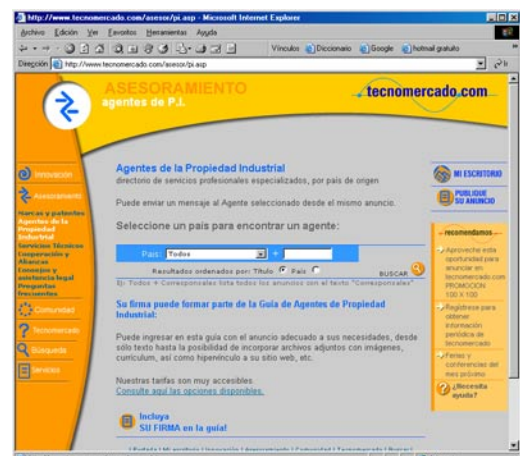 http://www.tecnomercado.com/asesor/pi.asp - Microsoft Internet Explorer
Archivo Edición Ver Favoritos Herramientas Ayuda
Vínculos Diccionario Google hotmail gratuito
Dirección http://www.tecnomercado.com/asesor/pi.asp
ASESORAMIENTO
agentes de P.I.
tecnomercado.com
Innovación
Asesoramiento
Marcas y patentes
Agentes de la
Propiedad
Industrial
Servicios Técnicos
Cooperación y
Alianzas
Consejos y
asistencia legal
Preguntas
frecuentes
Comunidad
Tecnomercado
Búsqueda
Servicios
Agentes de la Propiedad Industrial
directorio de servicios profesionales especializados, por país de origen.
Puede enviar un mensaje al Agente seleccionado desde el mismo anuncio.
Seleccione un país para encontrar un agente:
País: Todos +
Resultados ordenados por: Título País
BUSCAR
Ej: Todos + Corresponsales lista todos los anuncios con el texto "Corresponsales"
Su firma puede formar parte de la Guía de Agentes de Propiedad
Industrial:
Puede ingresar en esta guía con el anuncio adecuado a sus necesidades, desde
sólo texto hasta la posibilidad de incorporar archivos adjuntos con imágenes,
curriculum, así como hipervínculo a su sitio web, etc.
Nuestras tarifas son muy accesibles.
Consulte aquí las opciones disponibles.
Incluya
SU FIRMA en la guía!
| Portada | Mi escritorio | Innovación | Asesoramiento | Comunidad | Tecnomercado | Buscar |
MI ESCRITORIO
PUBLIQUE
SU ANUNCIO
recomendamos
Aproveche esta
oportunidad para
anunciar en
tecnomercado.com
PROMOCION
100 X 100
Regístrese para
obtener
información
periódica de
tecnomercado
Ferias y
conferencias del
mes próximo
¿Necesita
ayuda?